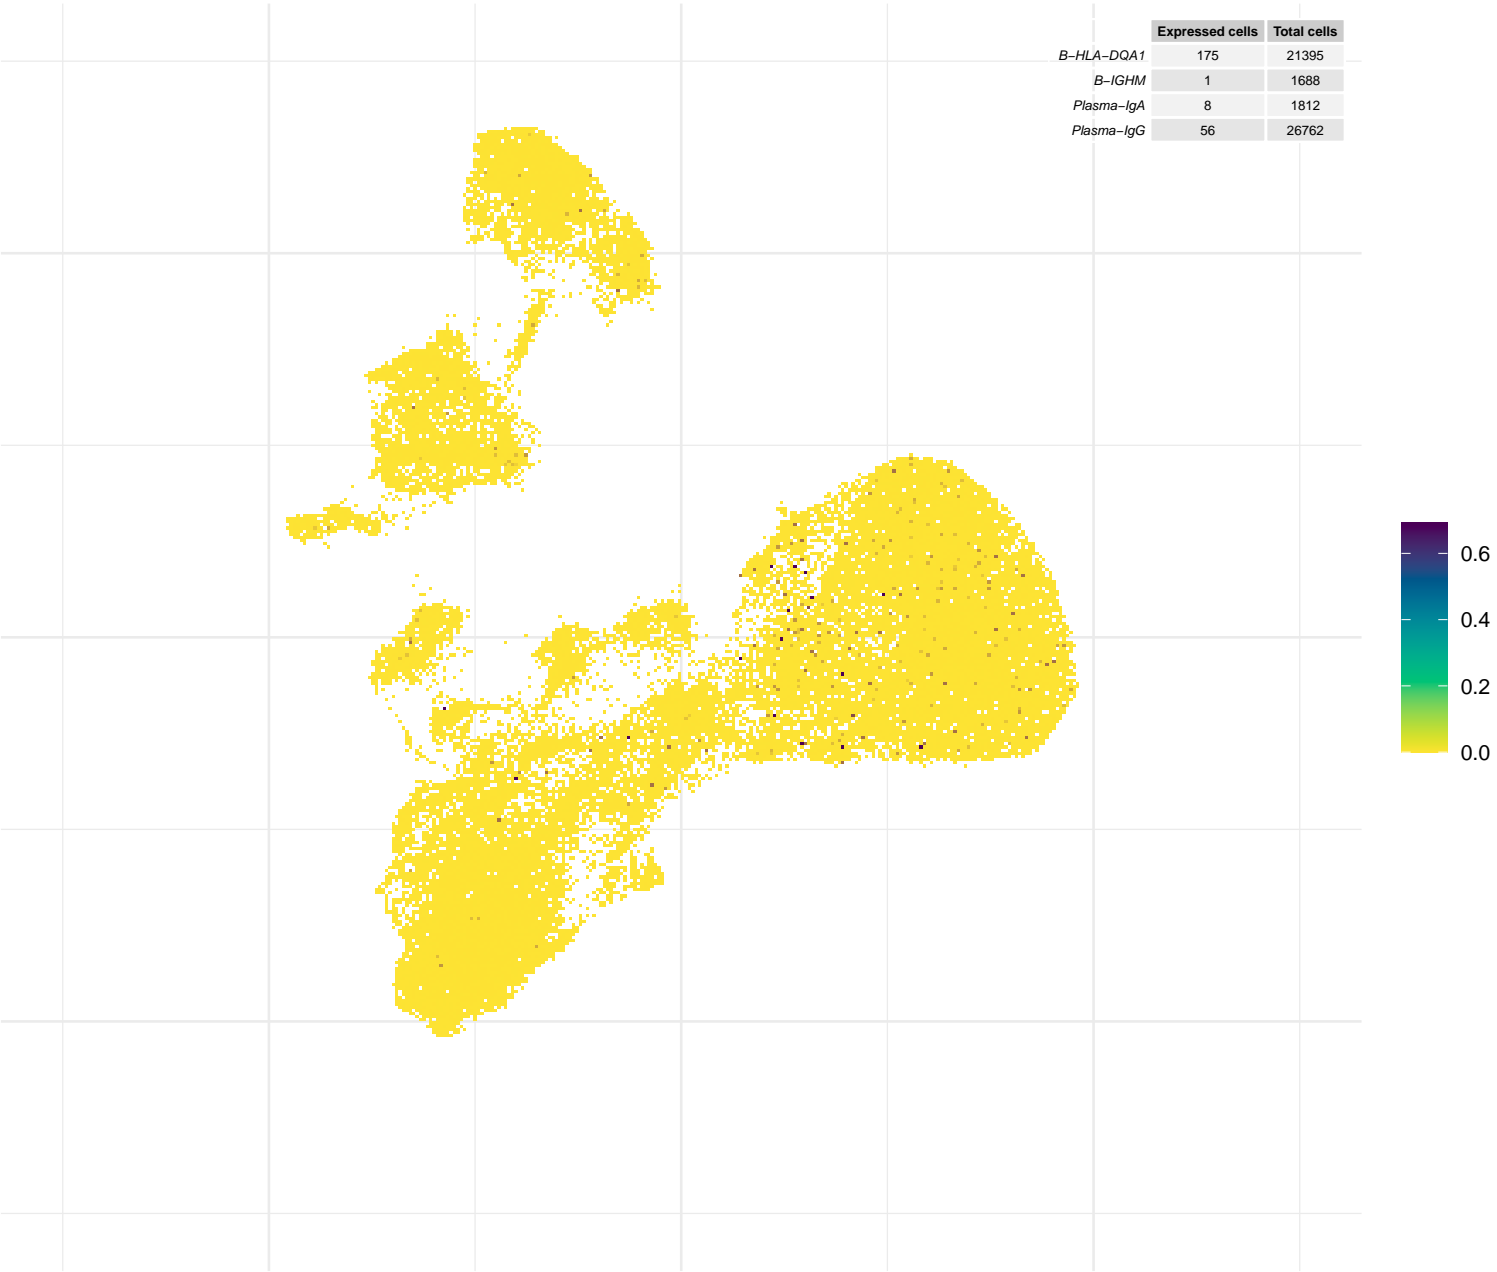 Expressed cells Total cells
B−HLA−DQA1 175 21395
B−IGHM 1 1688
Plasma−IgA 8 1812
Plasma−IgG 56 26762
0.6
0.4
0.2
0.0